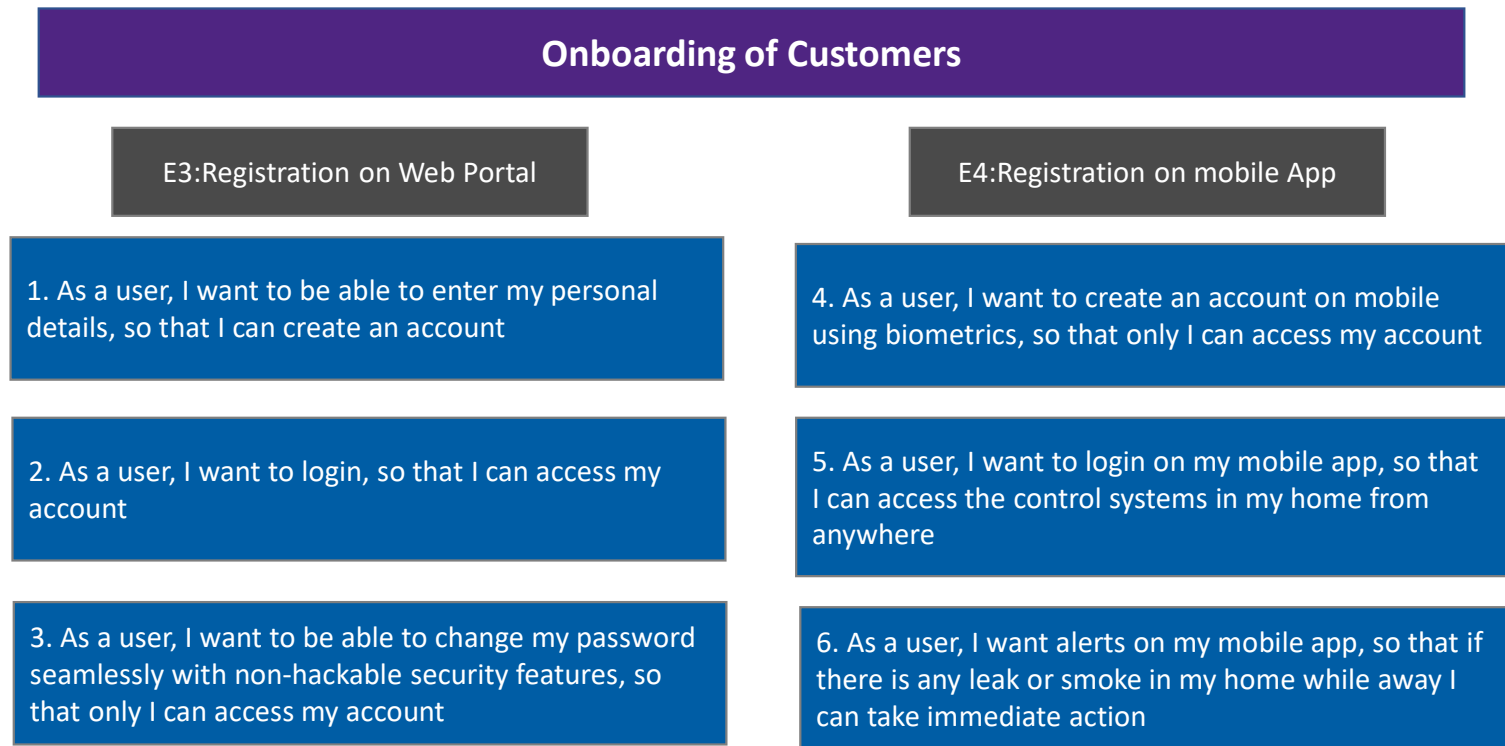 Onboarding of Customers
E3:Registration on Web Portal
1. As a user, I want to be able to enter my personal
details, so that I can create an account
2. As a user, I want to login, so that I can access my
account
3. As a user, I want to be able to change my password
seamlessly with non-hackable security features, so
that only I can access my account
E4:Registration on mobile App
4. As a user, I want to create an account on mobile
using biometrics, so that only I can access my account
5. As a user, I want to login on my mobile app, so that
I can access the control systems in my home from
anywhere
6. As a user, I want alerts on my mobile app, so that if
there is any leak or smoke in my home while away I
can take immediate action